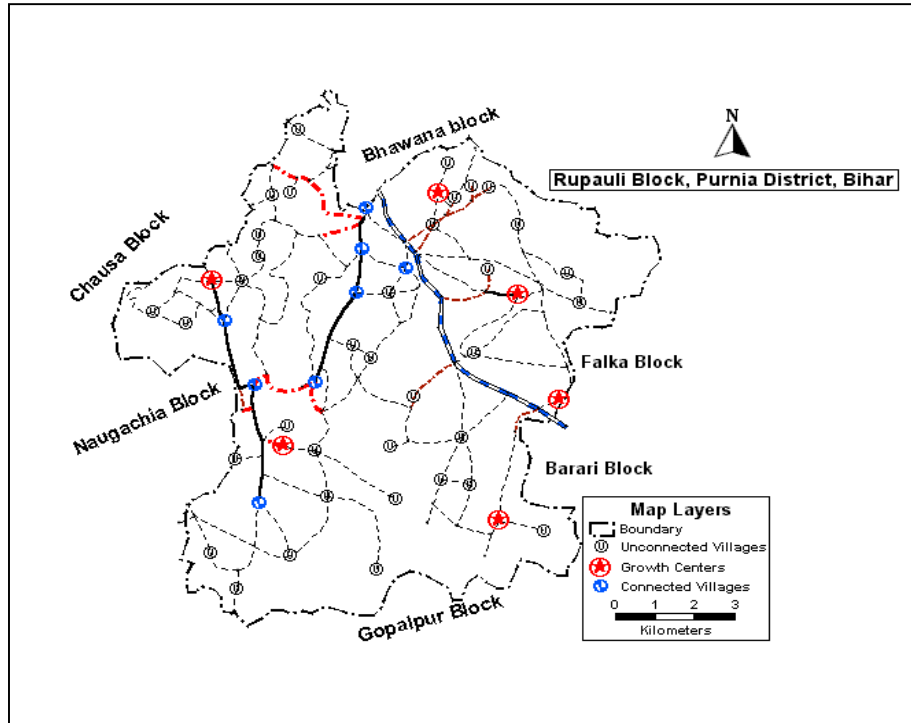 N
Bhawana block
Rupauli Block, Purnia District, Bihar
Chausa Block
Falka Block
Naugachia Block
Barari Block
Gopalpur Block
Map Layers
Boundary
U Unconnected Villages
Growth Centers
Connected Villages
0 1 2 3
Kilometers